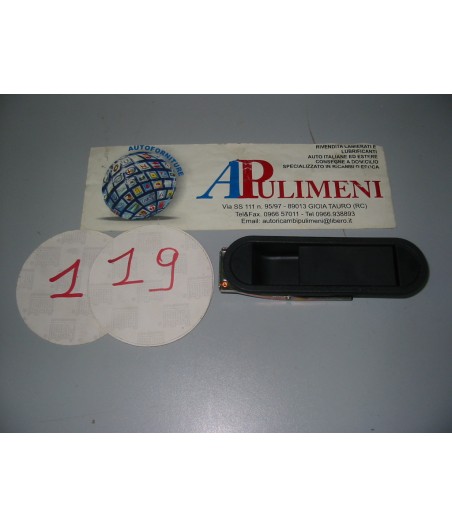 AUTOFORNITURE
RIVENDITA LAMIERATI E
LUBRIFICANTI
AUTO ITALIANE ED ESTERE
CONSEGNE A DOMICILIO
SPECIALIZZATO IN RICAMBI D'EPOCA
APULIMENI
Via SS 111 n. 95/97 - 89013 GIOIA TAURO (RC)
Tel&Fax. 0966 57011 - Tel 0966.938893
Email: autoricambipulimeni@libero.it
1 19